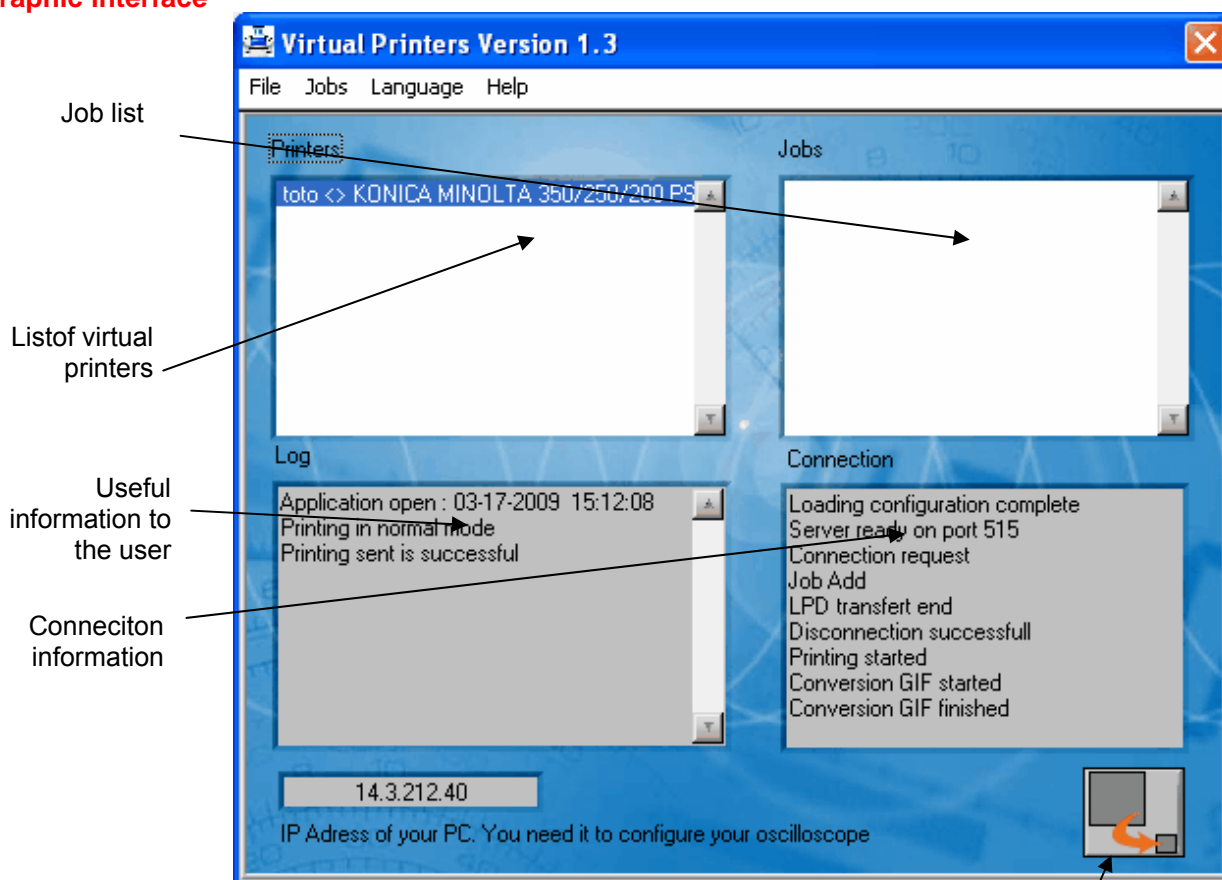 raphic interface
Virtual Printers Version 1.3
File Jobs Language Help
Job list
Printers
Jobs
toto <> KONICA MINOLTA 350/250/200 PS
Listof virtual
printers
Log
Connection
Useful
information to
the user
Application open : 03-17-2009 15:12:08
Printing in normal mode
Printing sent is successful
Loading configuration complete
Server ready on port 515
Connection request
Job Add
LPD transfert end
Disconnection successfull
Printing started
Conversion GIF started
Conversion GIF finished
Conneciton
information
14.3.212.40
IP Adress of your PC. You need it to configure your oscilloscope